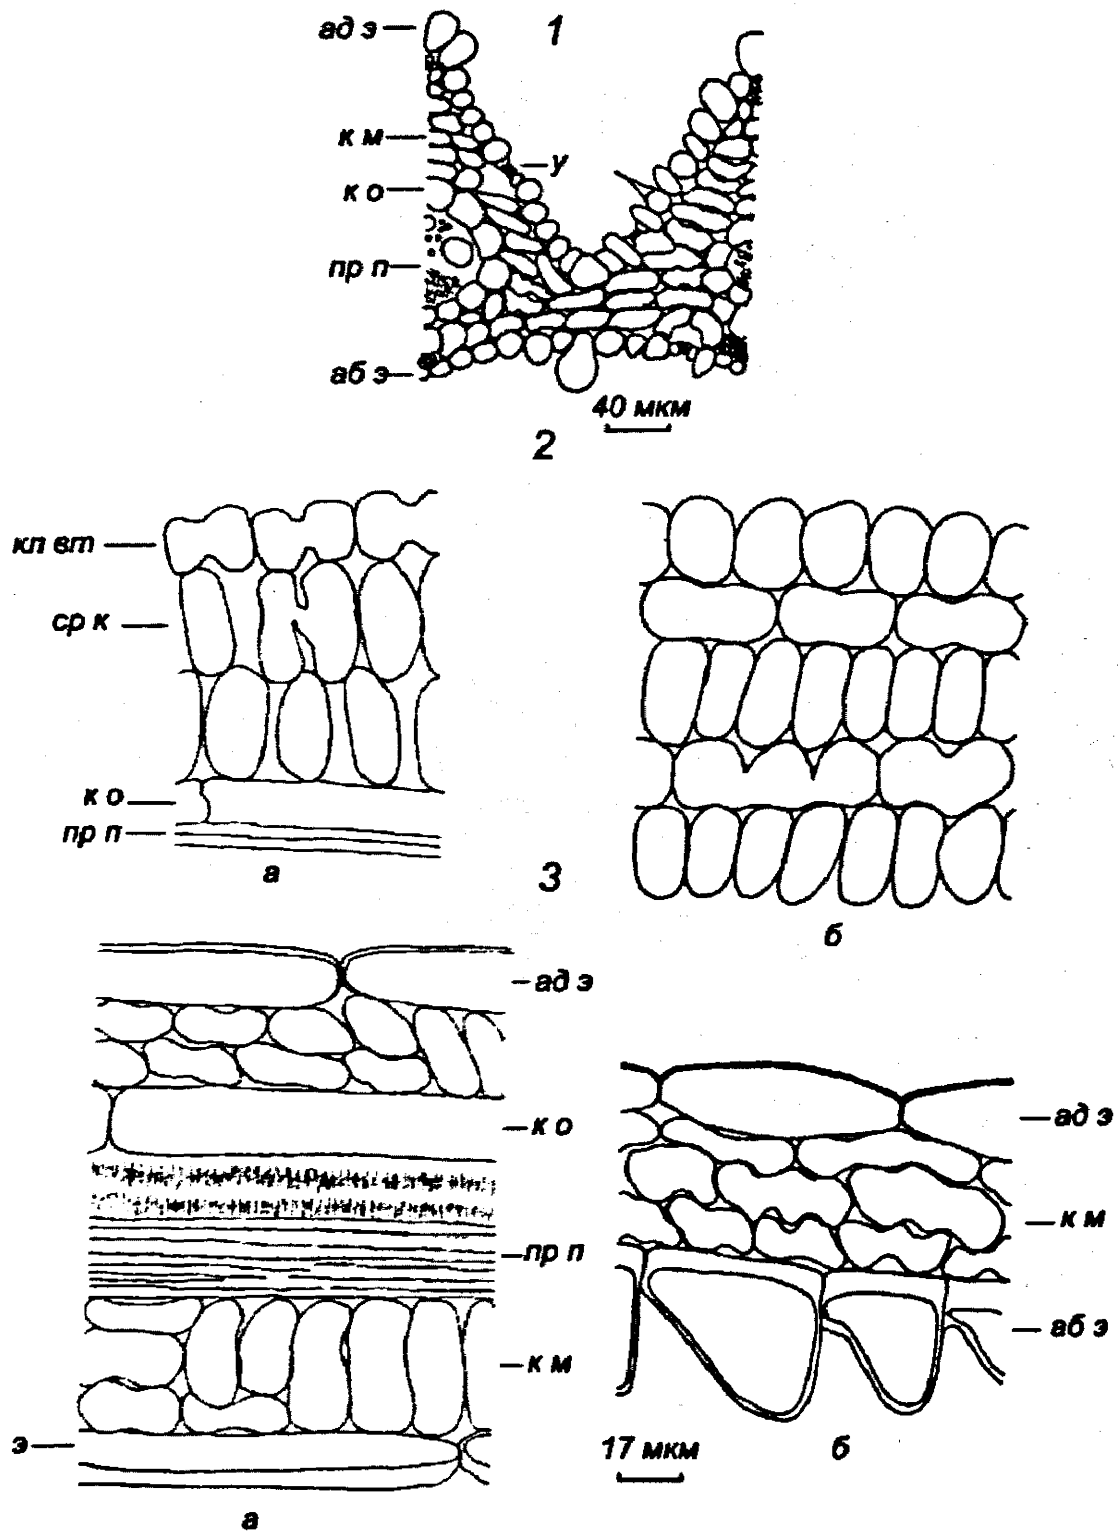 1
ад э
к м
у
к о
пр п
аб э
40 мкм
2
кл вт
ср к
к о
пр п
а
б
3
ад э
к о
пр п
к м
э
а
ад э
к м
аб э
17 мкм
б